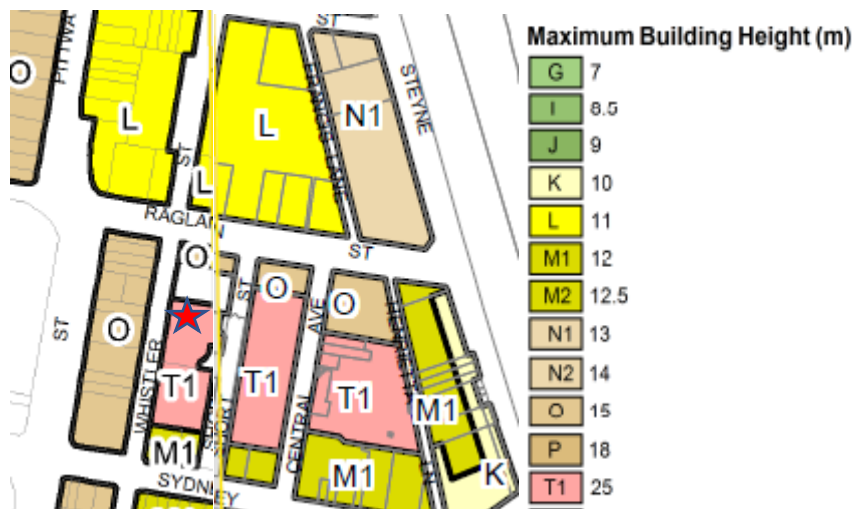 ST
PITTWA
O
L
ST
L
L
N1
STEYNE
RAGLAN
ST
O
ST
O
O
ST
AVE
O
WHISTLER
T1
T1
T1
M1
M1
SHORT
CENTRAL
M1
K
SYDNEY
Maximum Building Height (m)
G 7
I 8.5
J 9
K 10
L 11
M1 12
M2 12.5
N1 13
N2 14
O 15
P 18
T1 25